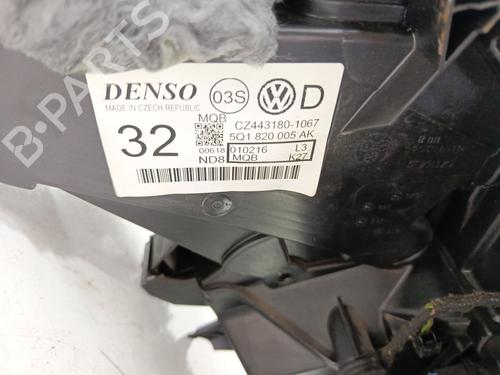 DENSO 03S D
MADE IN CZECH REPUBLIC
MQB CZ443180-1067
32 5Q1 820 005 AK
00618 010216 L3
ND8 MQB K27